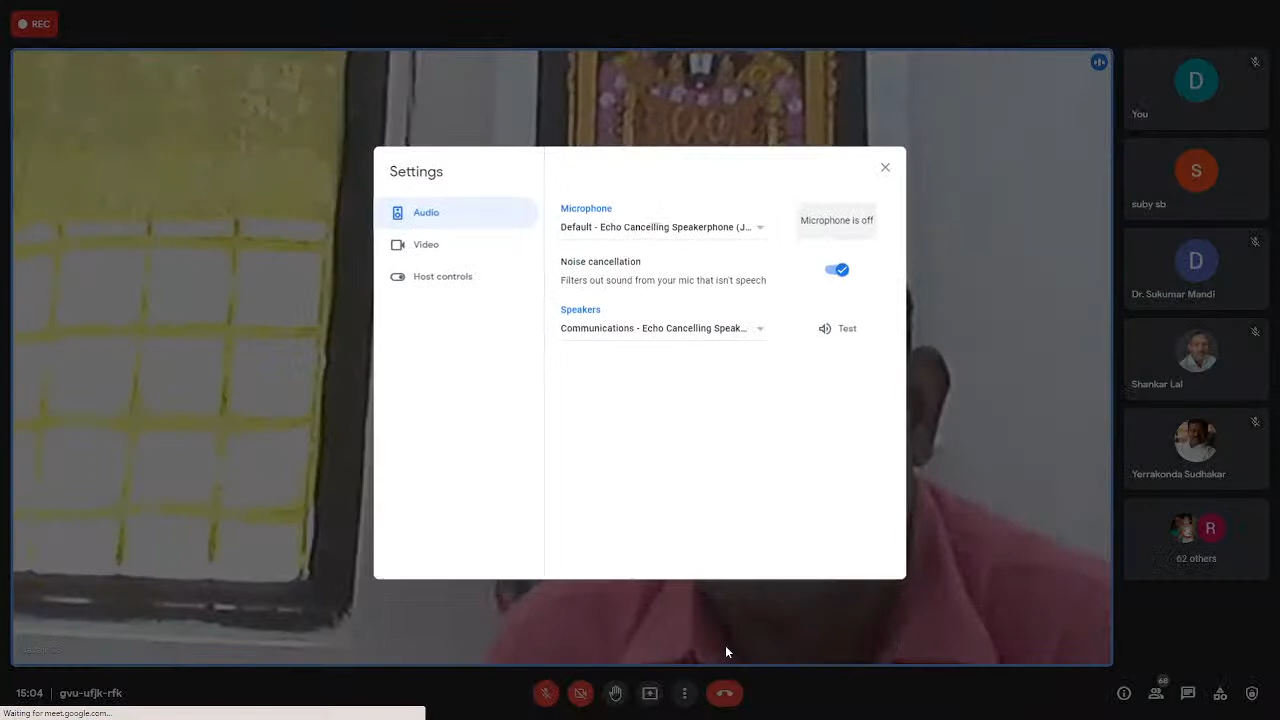 REC
D
You
S
suby sb
D
Dr. Sukumar Mandi
Shankar Lal
Yerrakonda Sudhakar
R
62 others
Settings
Audio
Video
Host controls
Microphone
Default - Echo Cancelling Speakerphone (J...
Microphone is off
Noise cancellation
Filters out sound from your mic that isn't speech
Speakers
Communications - Echo Cancelling Speak...
Test
15:04 | gvu-ufjk-rfk
68
Waiting for meet.google.com...